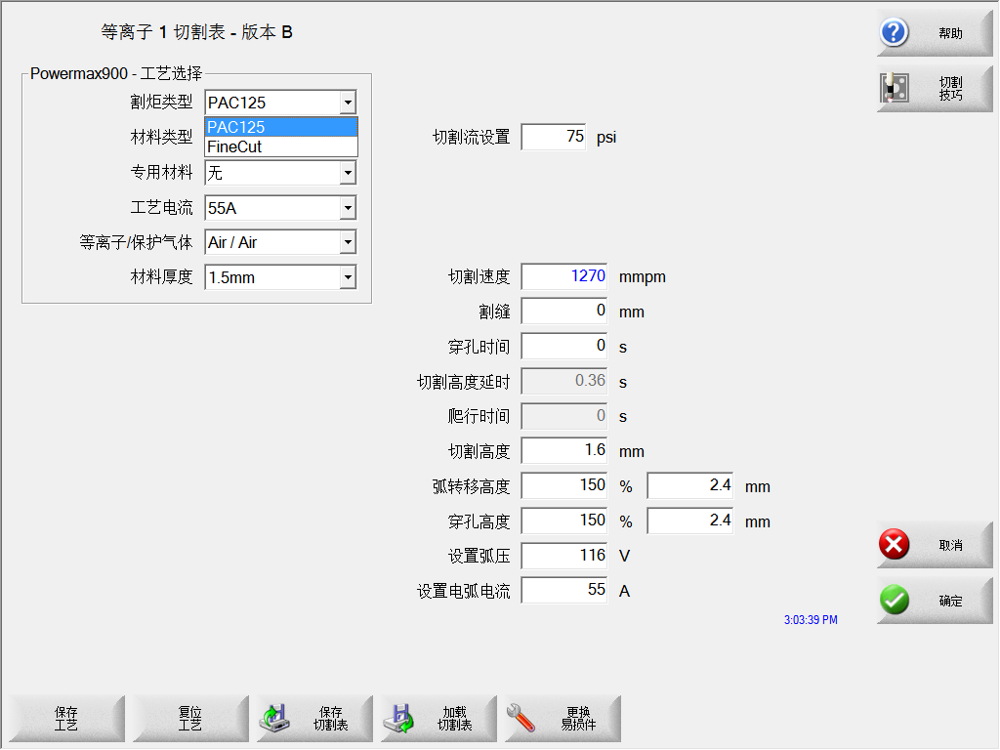 等离子 1 切割表 - 版本 B
帮助
Powermax900 - 工艺选择
切割
技巧
割炬类型 PAC125
PAC125
FineCut
材料类型
切割流设置 75 psi
专用材料 无
工艺电流 55A
等离子/保护气体 Air / Air
材料厚度 1.5mm
切割速度 1270 mmpm
割缝 0 mm
穿孔时间 0 s
切割高度延时 0.36 s
爬行时间 0 s
切割高度 1.6 mm
弧转移高度 150 % 2.4 mm
穿孔高度 150 % 2.4 mm
取消
设置弧压 116 V
设置电弧电流 55 A
确定
3:03:39 PM
保存
工艺
复位
工艺
保存
切割表
加载
切割表
更换
易损件